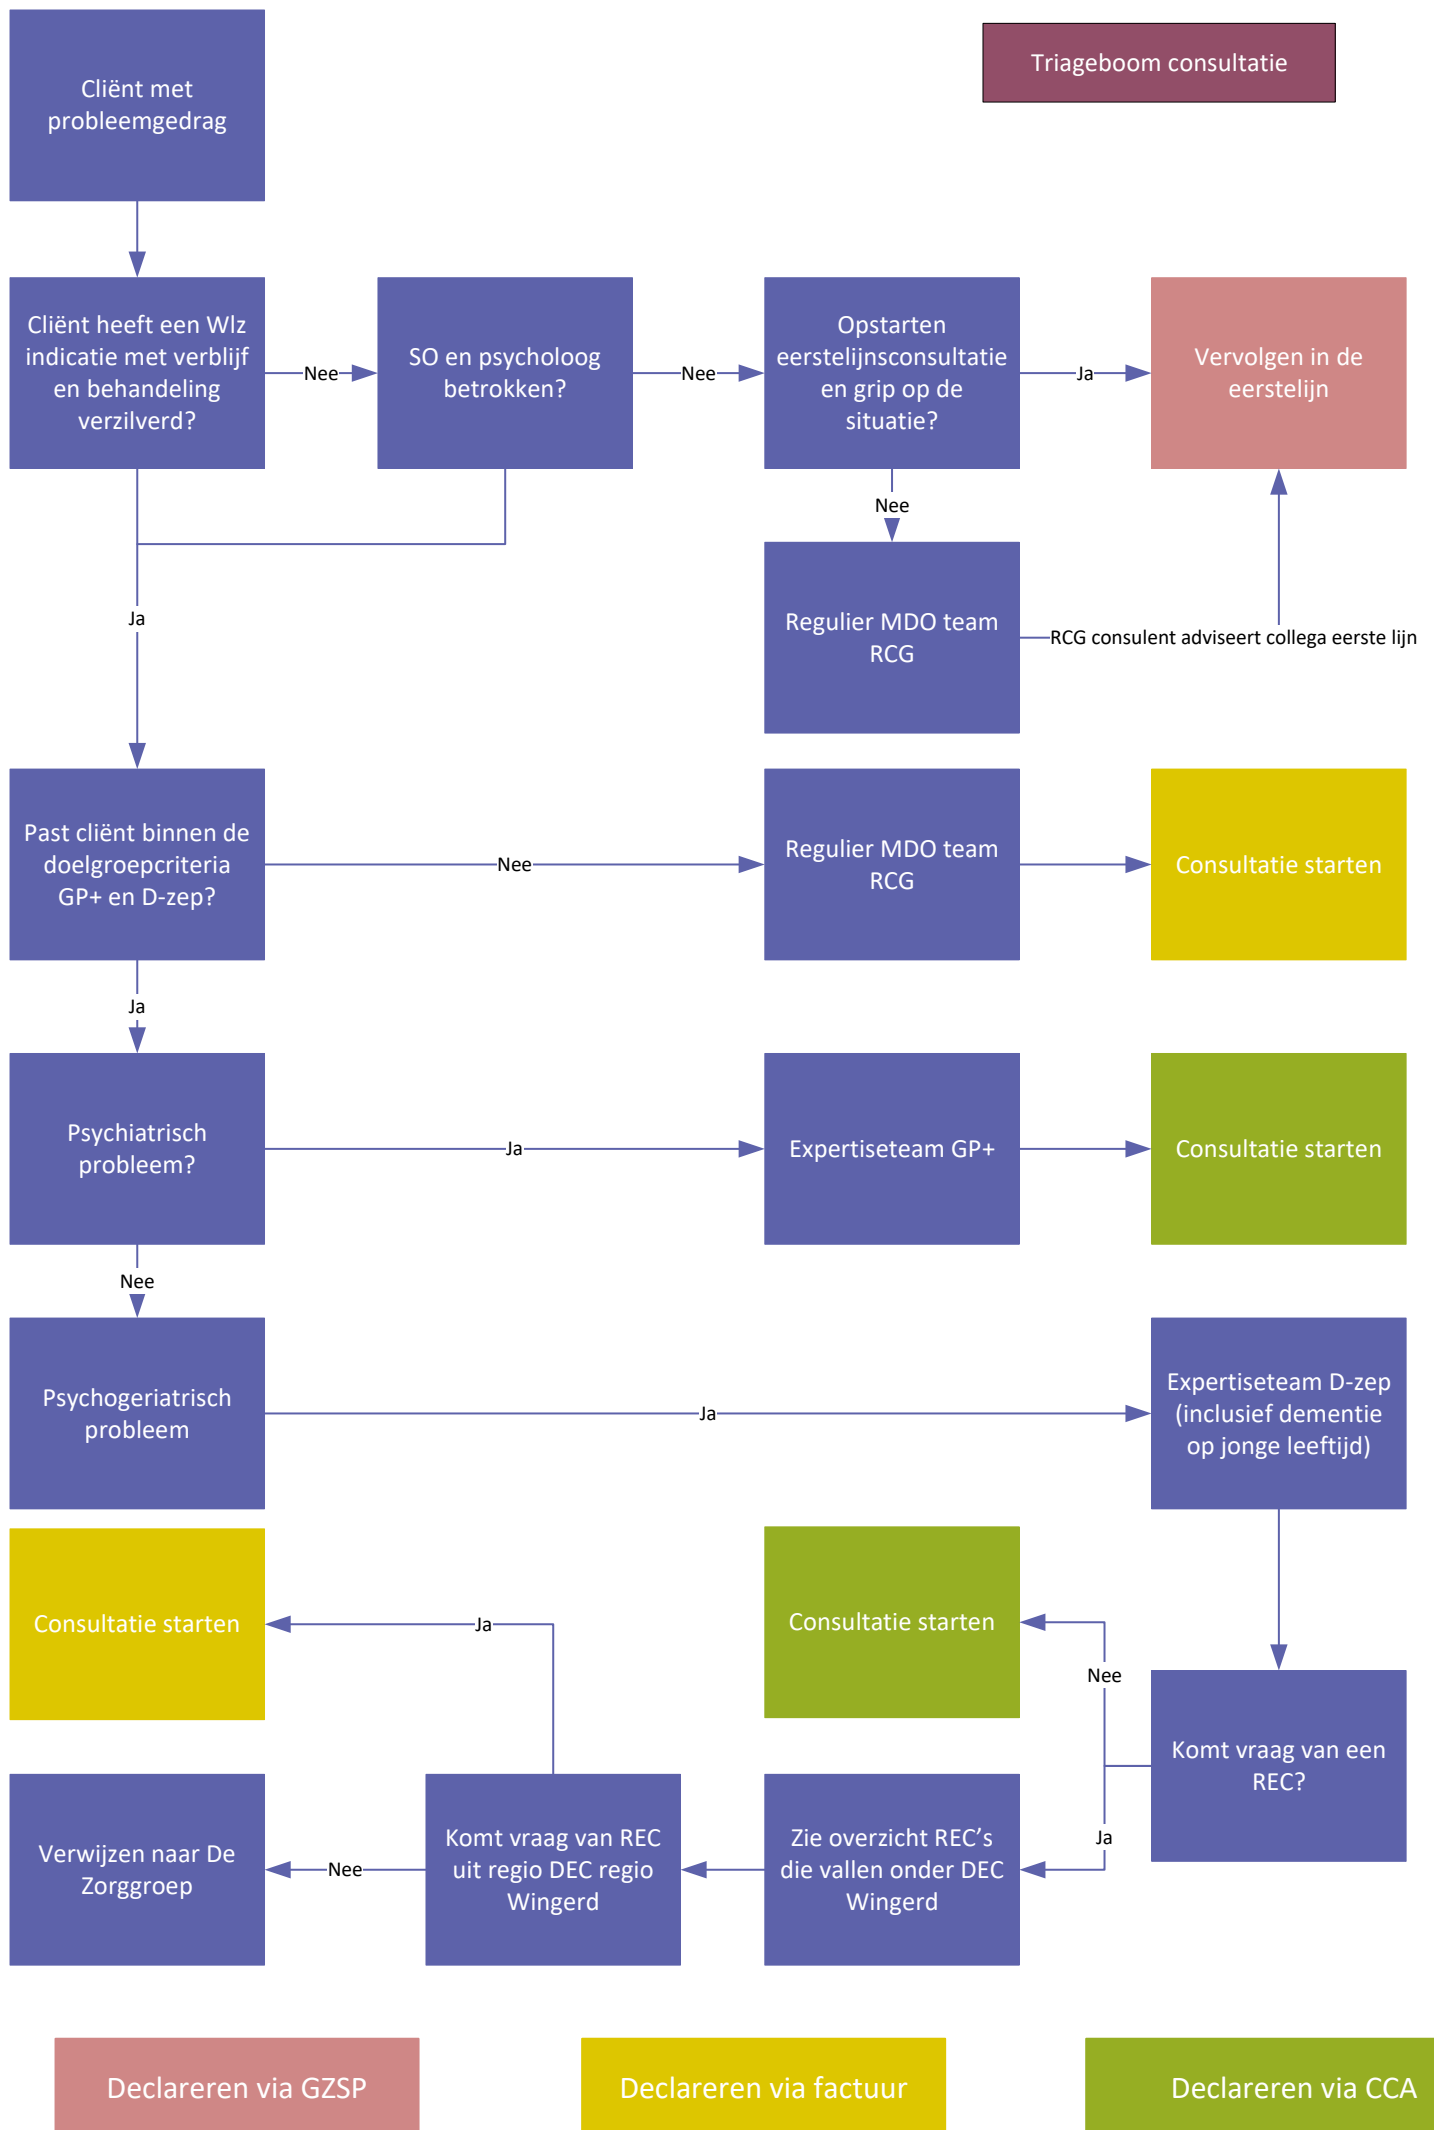 Triageboom consultatie
Cliënt met
probleemgedrag
Cliënt heeft een Wlz
indicatie met verblijf
en behandeling
verzilverd?
Nee
SO en psycholoog
betrokken?
Nee
Opstarten
eerstelijnsconsultatie
en grip op de
situatie?
Ja
Vervolgen in de
eerstelijn
Nee
Ja
Regulier MDO team
RCG
RCG consulent adviseert collega eerste lijn
Past cliënt binnen de
doelgroepcriteria
GP+ en D-zep?
Nee
Regulier MDO team
RCG
Consultatie starten
Ja
Psychiatrisch
probleem?
Ja
Expertiseteam GP+
Consultatie starten
Nee
Psychogeriatrisch
probleem
Ja
Expertiseteam D-zep
(inclusief dementie
op jonge leeftijd)
Consultatie starten
Ja
Consultatie starten
Nee
Komt vraag van een
REC?
Ja
Verwijzen naar De
Zorggroep
Nee
Komt vraag van REC
uit regio DEC regio
Wingerd
Zie overzicht REC’s
die vallen onder DEC
Wingerd
Declareren via GZSP
Declareren via factuur
Declareren via CCA